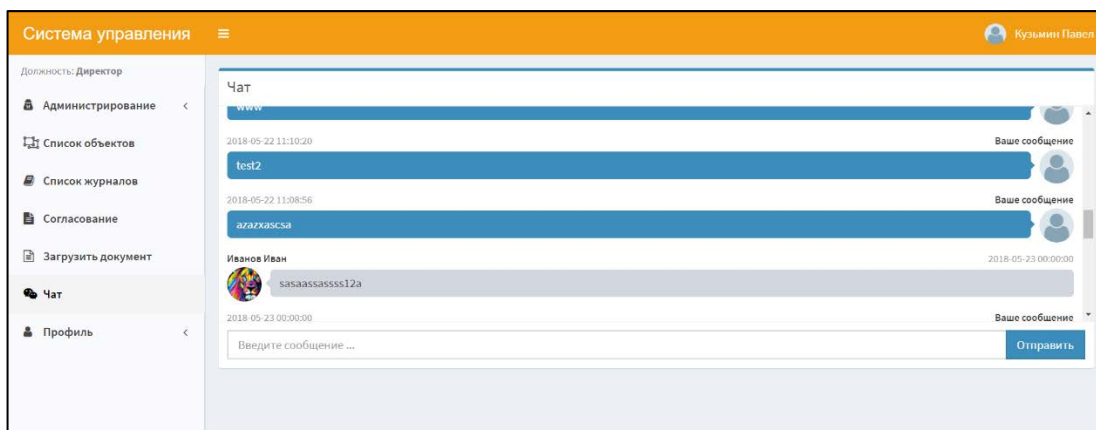 Система управления
Кузьмин Павел
Должность: Директор
Администрирование
Список объектов
Список журналов
Согласование
Загрузить документ
Чат
Профиль
Чат
www
2018-05-22 11:10:20 Ваше сообщение
test2
2018-05-22 11:08:56 Ваше сообщение
azazxascsa
Иванов Иван 2018-05-23 00:00:00
sasaassassss12a
2018-05-23 00:00:00 Ваше сообщение
Введите сообщение ... Отправить